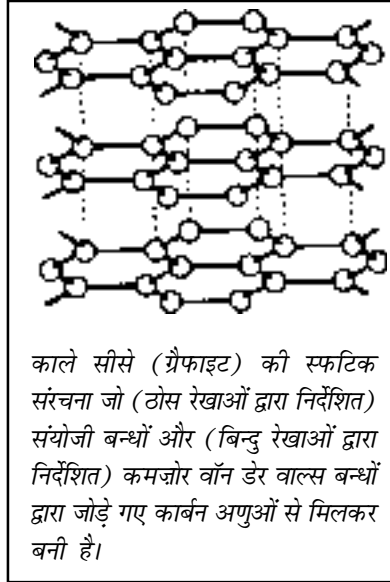 काले सीसे (ग्रैफाइट) की स्फटिक
संरचना जो (ठोस रेखाओं द्वारा निर्देशित)
संयोजी बन्धों और (बिन्दु रेखाओं द्वारा
निर्देशित) कमज़ोर वॉन डेर वाल्स बन्धों
द्वारा जोड़े गए कार्बन अणुओं से मिलकर
बनी है।